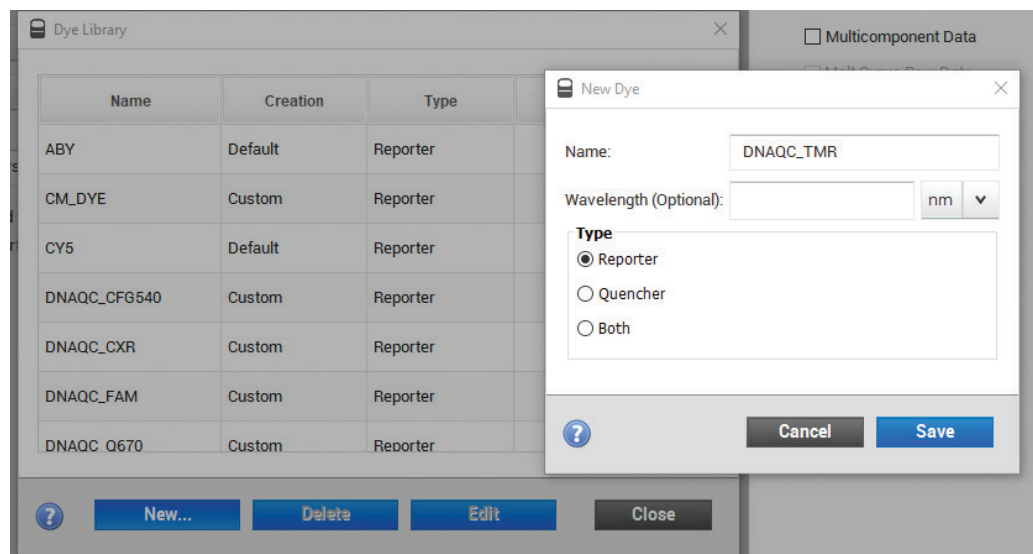 Dye Library
Name Creation Type
ABY Default Reporter
CM_DYE Custom Reporter
CY5 Default Reporter
DNAQC_CFG540 Custom Reporter
DNAQC_CXR Custom Reporter
DNAQC_FAM Custom Reporter
DNAQC_Q670 Custom Reporter
New... Delete Edit Close
Multicomponent Data
New Dye
Name: DNAQC_TMR
Wavelength (Optional): nm
Type
Reporter
Quencher
Both
? Cancel Save